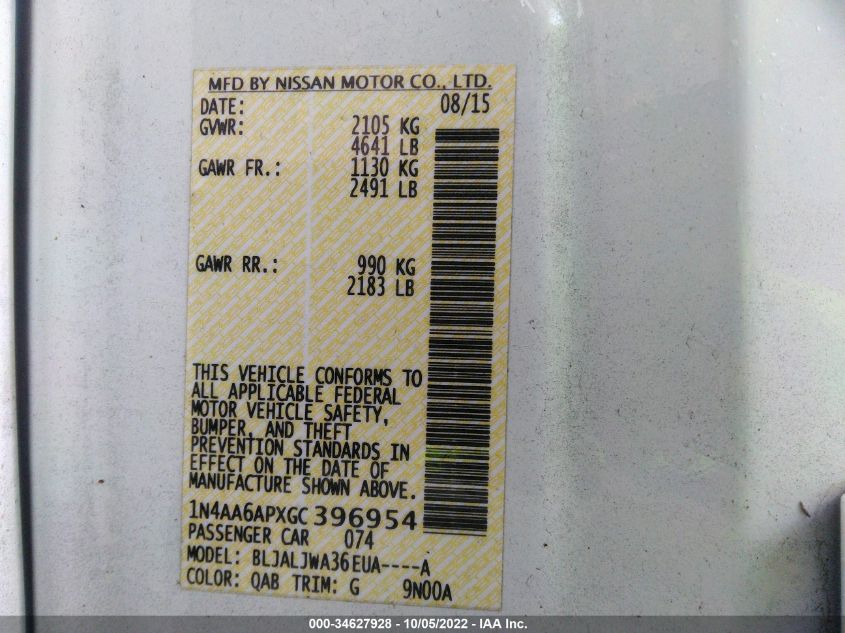 MFD BY NISSAN MOTOR CO., LTD.
DATE: 08/15
GVWR: 2105 KG
4641 LB
GAWR FR.: 1130 KG
2491 LB
GAWR RR.: 990 KG
2183 LB
THIS VEHICLE CONFORMS TO
ALL APPLICABLE FEDERAL
MOTOR VEHICLE SAFETY,
BUMPER, AND THEFT
PREVENTION STANDARDS IN
EFFECT ON THE DATE OF
MANUFACTURE SHOWN ABOVE.
1N4AA6APXGC396954
PASSENGER CAR 074
MODEL: BLJALJWA36EUA----A
COLOR: QAB TRIM: G 9N00A
000-34627928 - 10/05/2022 - IAA Inc.